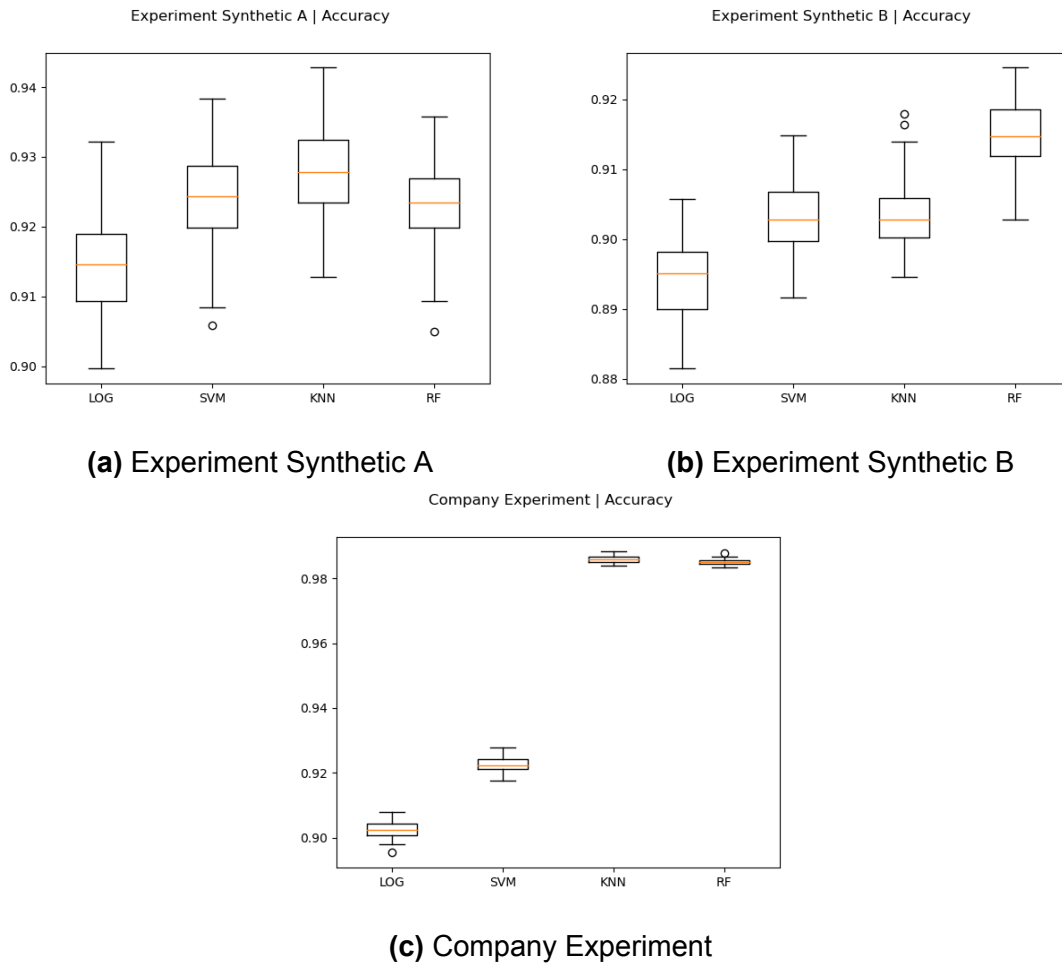 Experiment Synthetic A | Accuracy
0.94
0.93
0.92
0.91
0.90
LOG SVM KNN RF
(a) Experiment Synthetic A
Experiment Synthetic B | Accuracy
0.92
0.91
0.90
0.89
0.88
LOG SVM KNN RF
(b) Experiment Synthetic B
Company Experiment | Accuracy
0.98
0.96
0.94
0.92
0.90
LOG SVM KNN RF
(c) Company Experiment